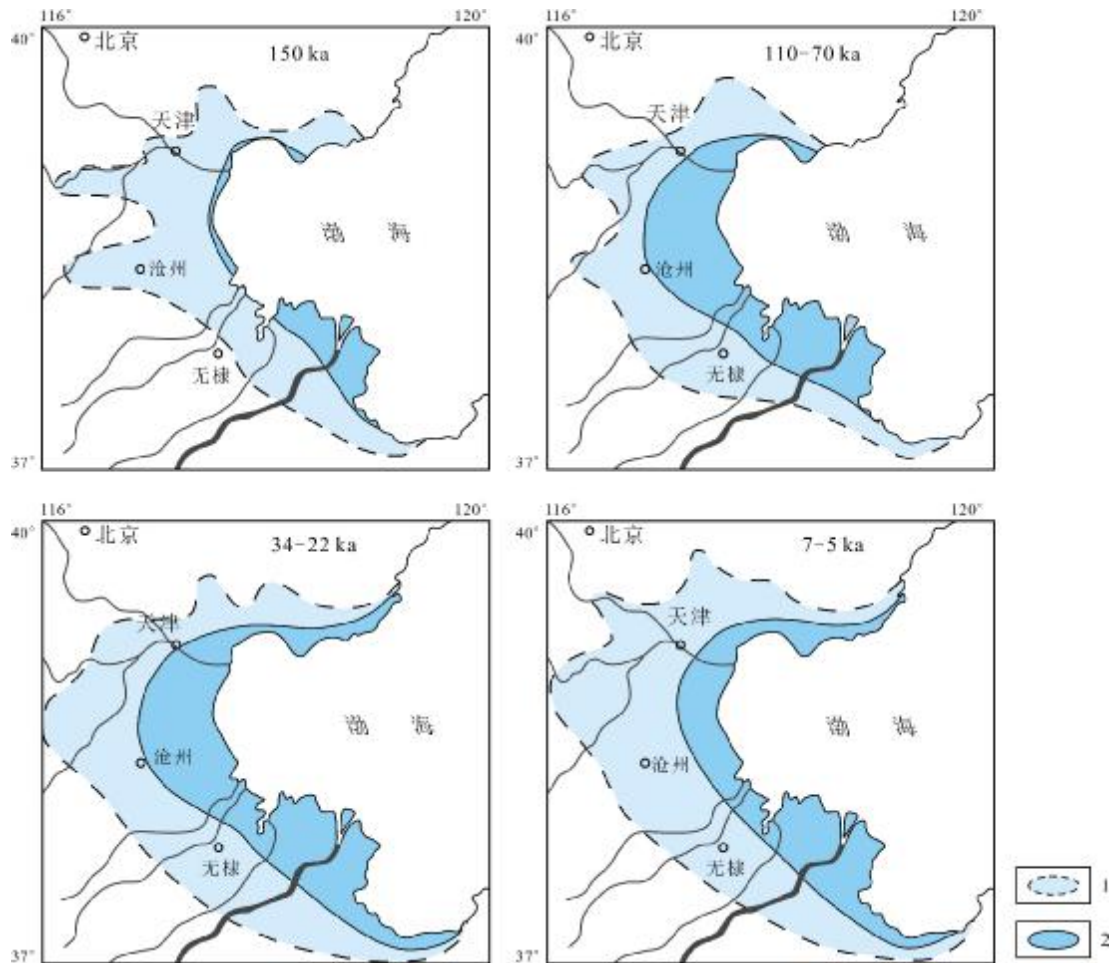 116°
120°
40°
北京
150 ka
天津
渤海
沧州
无棣
37°
116°
120°
40°
北京
110-70 ka
天津
渤海
沧州
无棣
37°
116°
120°
40°
北京
34-22 ka
天津
渤海
沧州
无棣
37°
116°
120°
40°
北京
7-5 ka
天津
渤海
沧州
无棣
37°
1
2